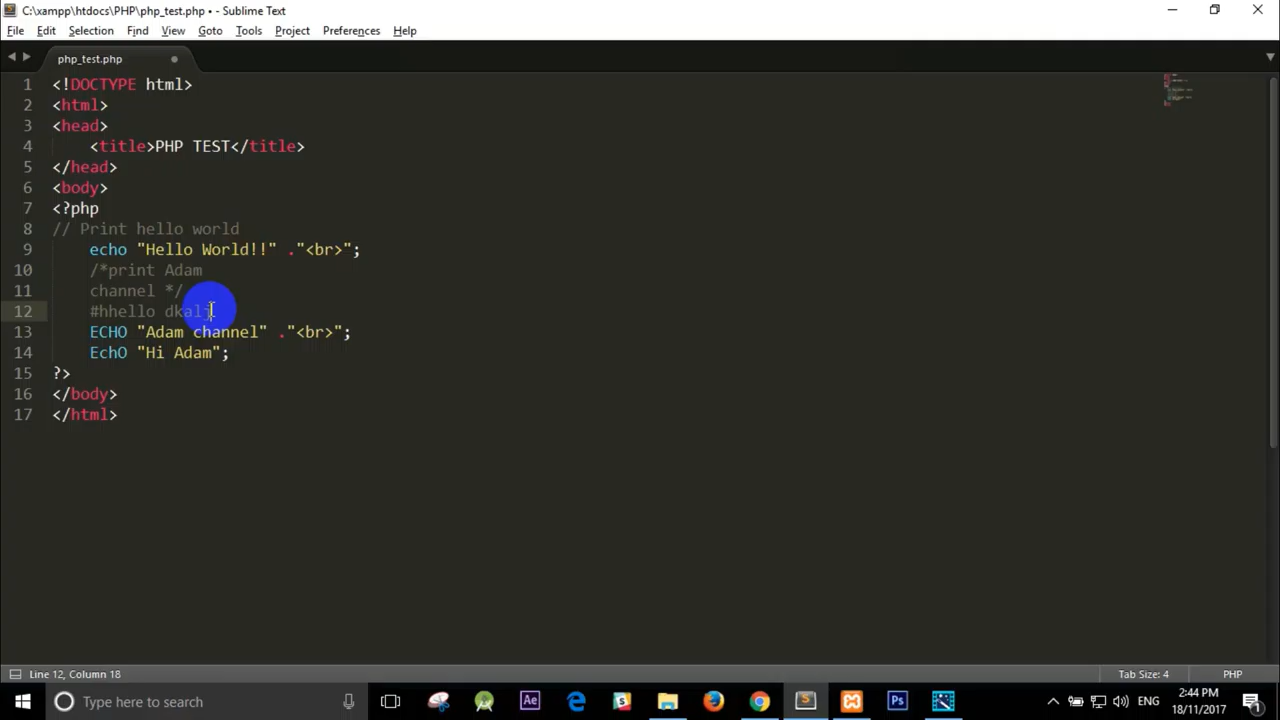 C:\xampp\htdocs\PHP\php_test.php • - Sublime Text
File Edit Selection Find View Goto Tools Project Preferences Help
php_test.php
1 <!DOCTYPE html>
2 <html>
3 <head>
4 <title>PHP TEST</title>
5 </head>
6 <body>
7 <?php
8 // Print hello world
9 echo "Hello World!!" ."<br>";
10 /*print Adam
11 channel */
12 #hhello dkalj
13 ECHO "Adam channel" ."<br>";
14 EchO "Hi Adam";
15 ?>
16 </body>
17 </html>
Line 12, Column 18 Tab Size: 4 PHP
Type here to search Ae Ps ENG 2:44 PM
18/11/2017